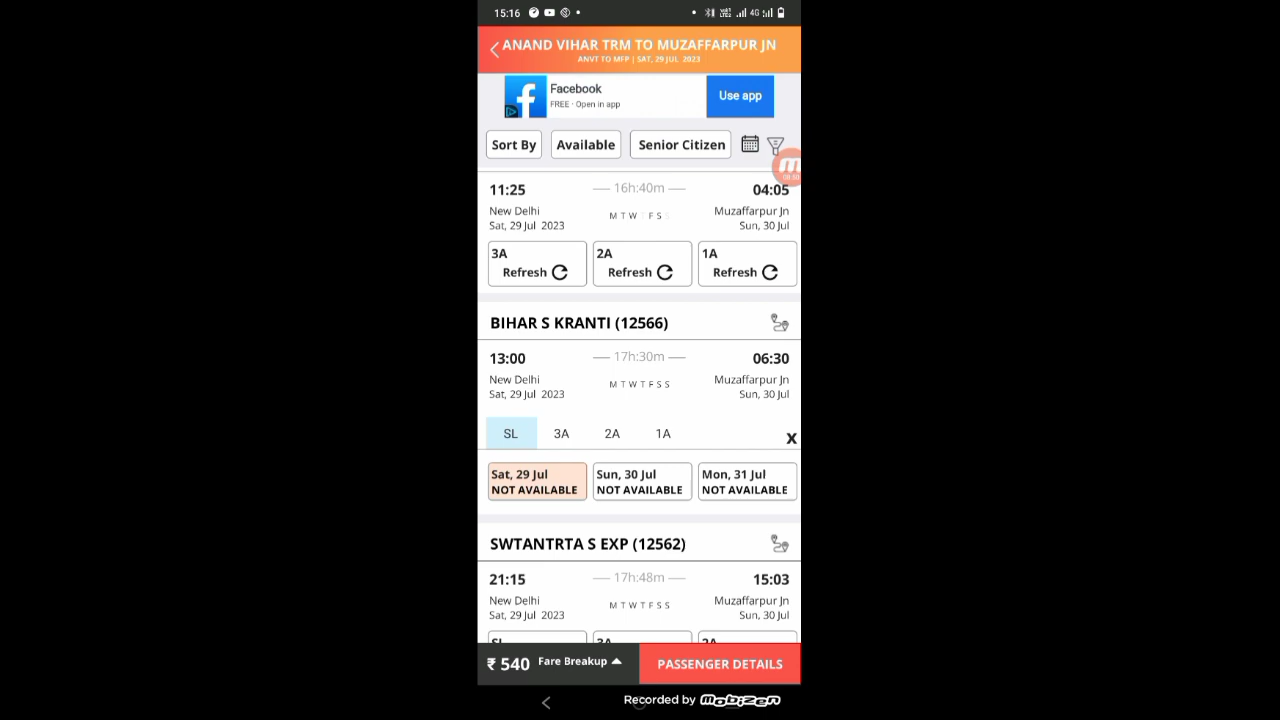 15:16
4G
ANAND VIHAR TRM TO MUZAFFARPUR JN
ANVT TO MFP | SAT, 29 JUL 2023
Facebook
FREE · Open in app
Use app
Sort By
Available
Senior Citizen
11:25
16h:40m
04:05
New Delhi
M T W F S
Muzaffarpur Jn
Sat, 29 Jul 2023
Sun, 30 Jul
3A
2A
1A
Refresh
Refresh
Refresh
BIHAR S KRANTI (12566)
13:00
17h:30m
06:30
New Delhi
M T W T F S S
Muzaffarpur Jn
Sat, 29 Jul 2023
Sun, 30 Jul
SL
3A
2A
1A
X
Sat, 29 Jul
NOT AVAILABLE
Sun, 30 Jul
NOT AVAILABLE
Mon, 31 Jul
NOT AVAILABLE
SWTANTRTA S EXP (12562)
21:15
17h:48m
15:03
New Delhi
M T W T F S S
Muzaffarpur Jn
Sat, 29 Jul 2023
Sun, 30 Jul
SL
3A
2A
₹ 540
Fare Breakup
PASSENGER DETAILS
Recorded by mobizen